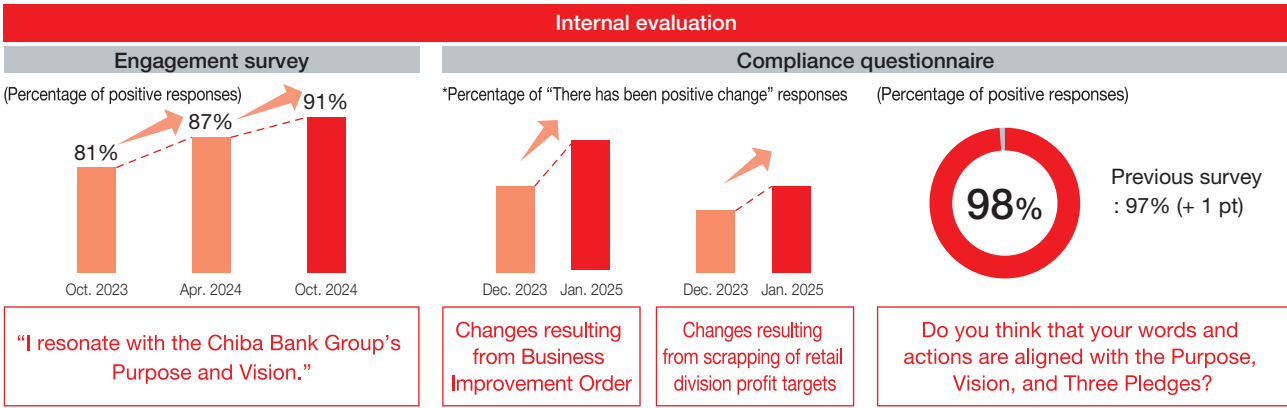 Internal evaluation
Engagement survey
(Percentage of positive responses)
81%
87%
91%
Oct. 2023
Apr. 2024
Oct. 2024
“I resonate with the Chiba Bank Group’s
Purpose and Vision.”
Compliance questionnaire
*Percentage of “There has been positive change” responses
Dec. 2023
Jan. 2025
Changes resulting
from Business
Improvement Order
Dec. 2023
Jan. 2025
Changes resulting
from scrapping of retail
division profit targets
(Percentage of positive responses)
98%
Previous survey
: 97% (+ 1 pt)
Do you think that your words and
actions are aligned with the Purpose,
Vision, and Three Pledges?